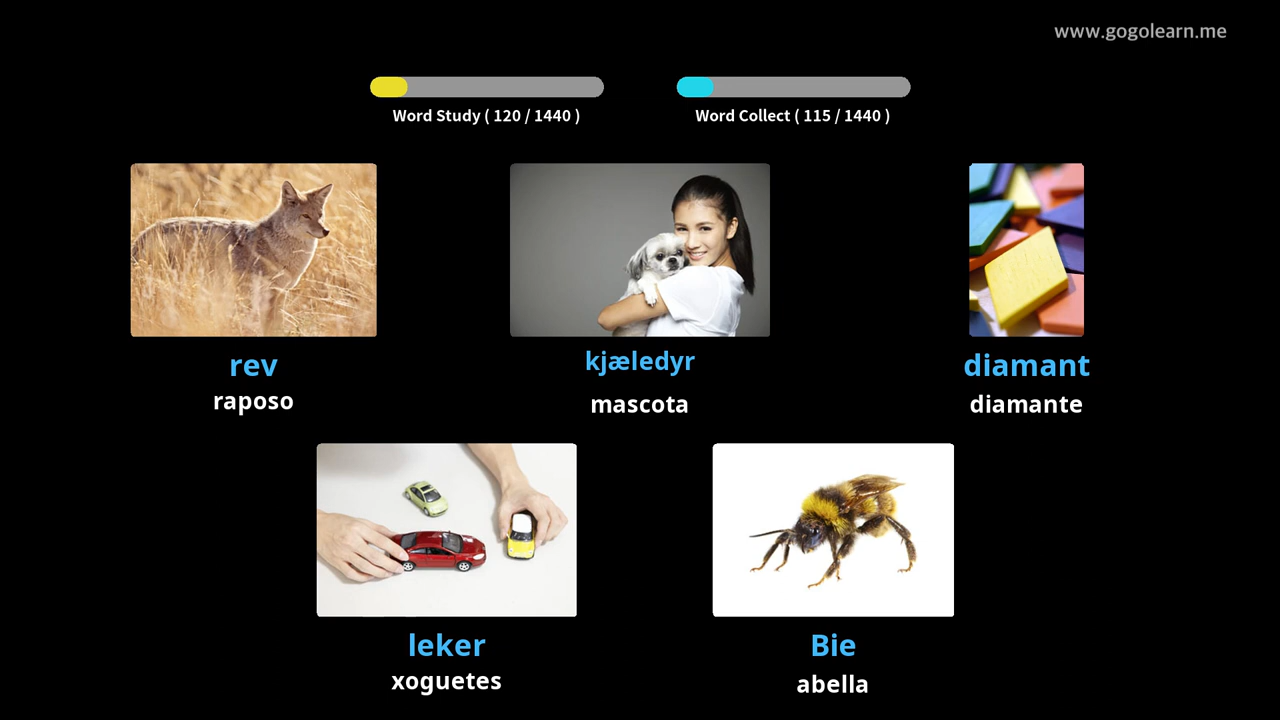 www.gogolearn.me
Word Study ( 120 / 1440 )
Word Collect ( 115 / 1440 )
rev
raposo
kjæledyr
mascota
diamant
diamante
leker
xoguetes
Bie
abella